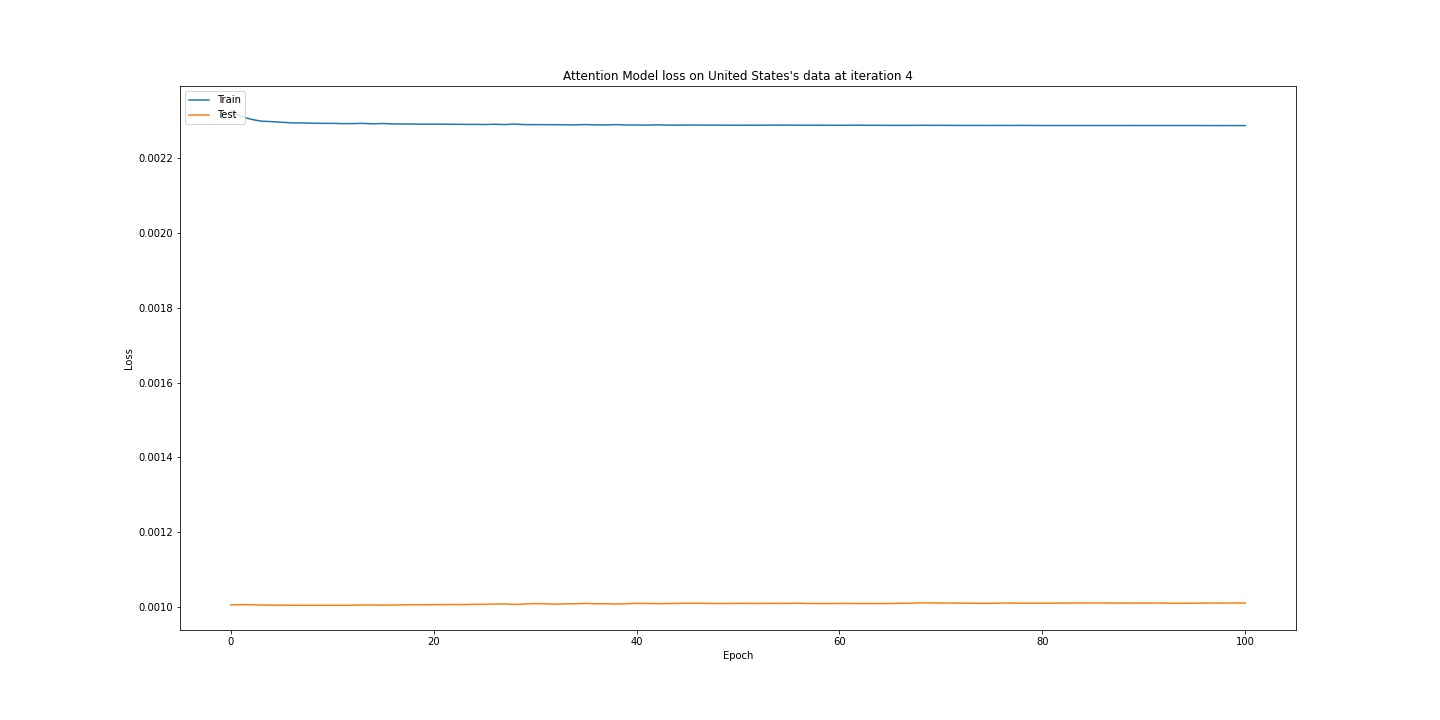 Attention Model loss on United States's data at iteration 4
Train
Test
0.0022
0.0020
0.0018
0.0016
0.0014
0.0012
0.0010
Loss
0 20 40 60 80 100
Epoch